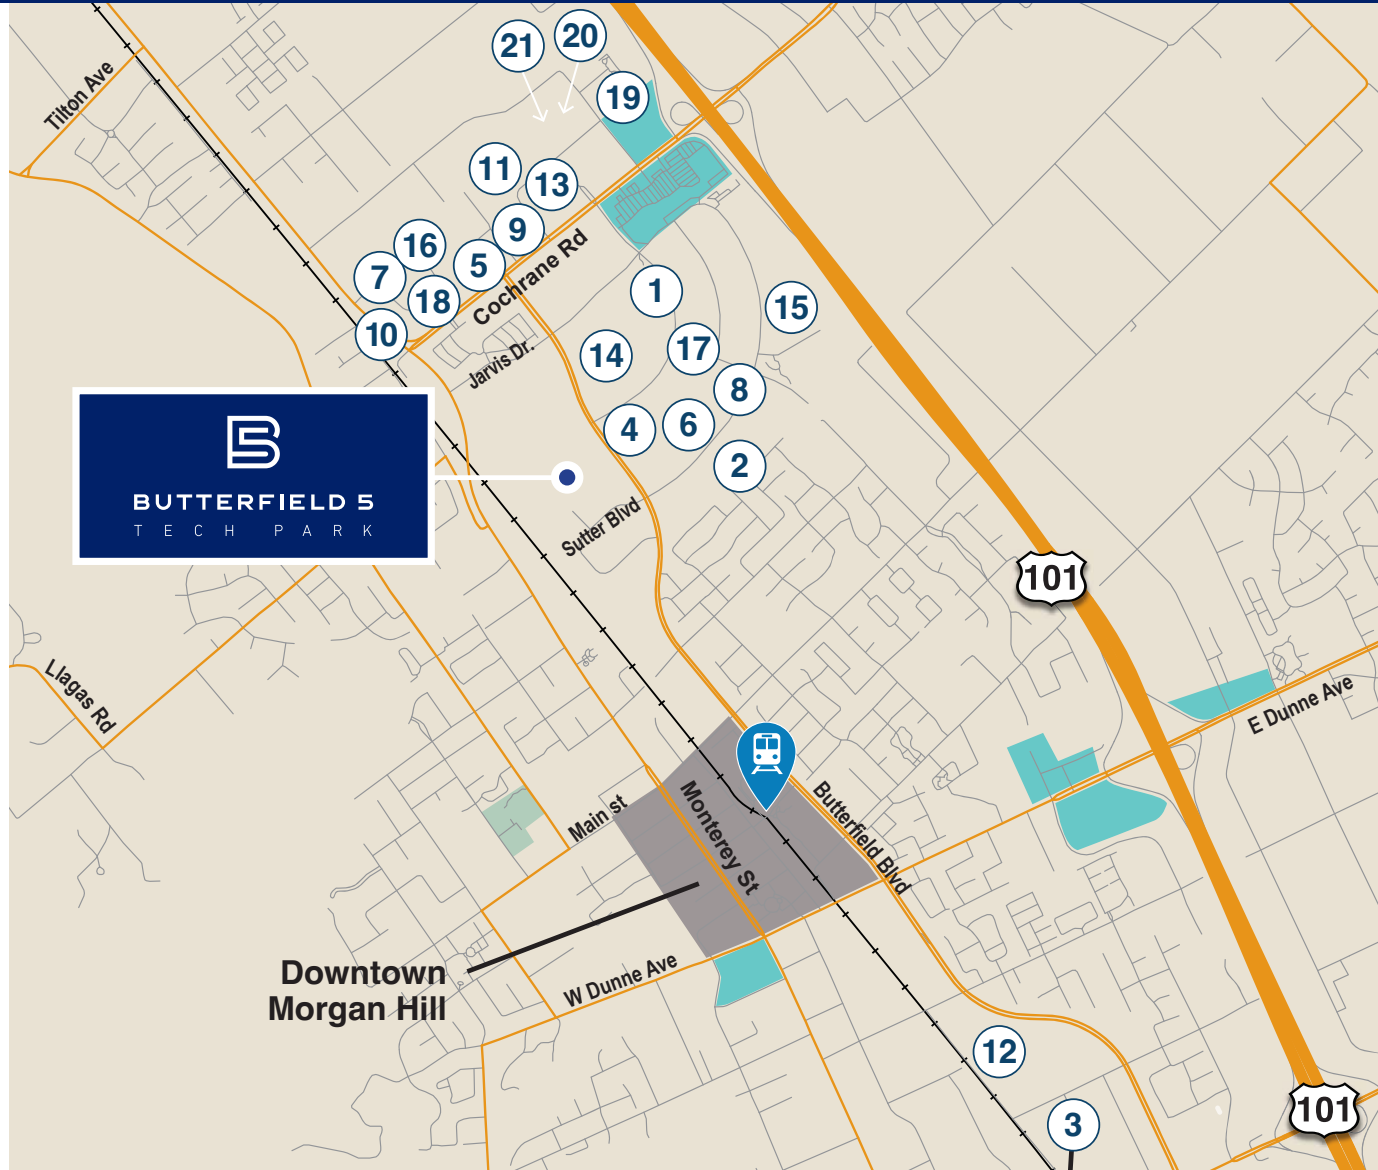 21
20
19
Tilton Ave
11
13
9
16
5
7
18
10
Cochrane Rd
1
15
Jarvis Dr.
14
17
8
4
6
2
B5
BUTTERFIELD 5
TECH PARK
Sutter Blvd
101
Llagas Rd
E Dunne Ave
Main st
Monterey St
Butterfield Blvd
Downtown
Morgan Hill
W Dunne Ave
12
3
101